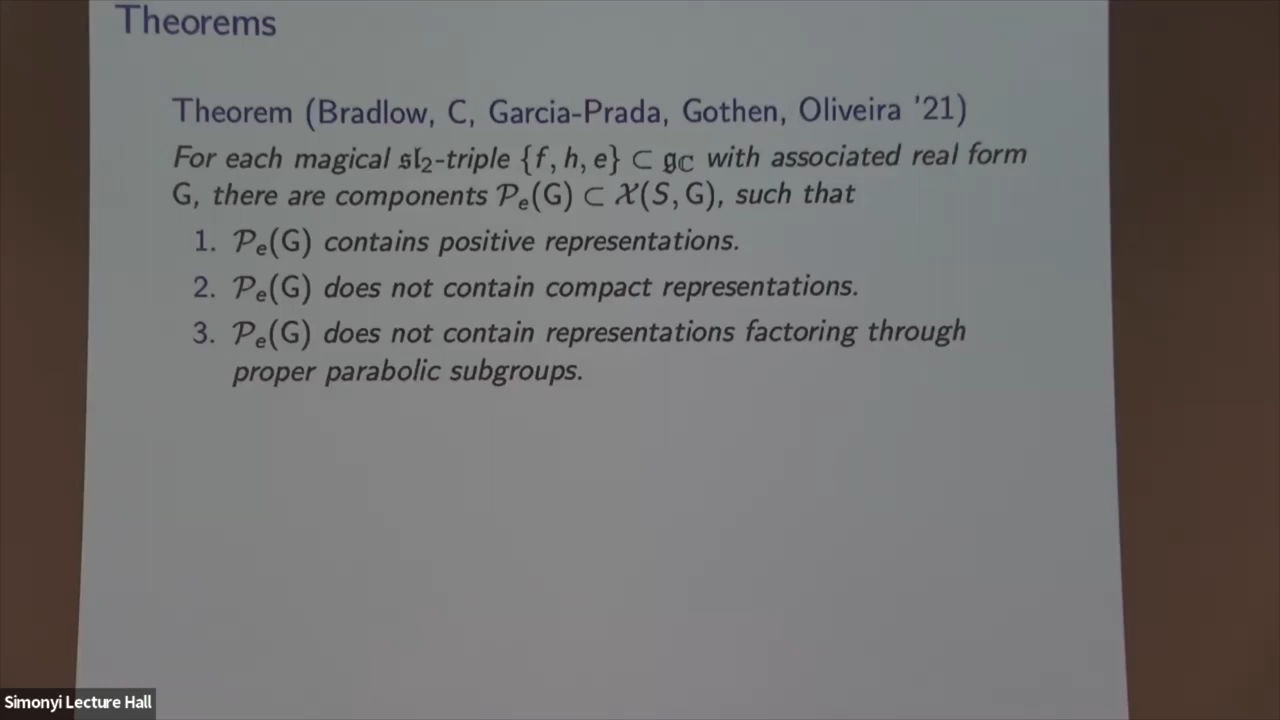 Theorems
Theorem (Bradlow, C, Garcia-Prada, Gothen, Oliveira '21)
For each magical 𝔰𝔩₂-triple {f, h, e} ⊂ 𝔤_ℂ with associated real form
G, there are components 𝒫ₑ(G) ⊂ 𝒳(S, G), such that
1. 𝒫ₑ(G) contains positive representations.
2. 𝒫ₑ(G) does not contain compact representations.
3. 𝒫ₑ(G) does not contain representations factoring through
proper parabolic subgroups.
Simonyi Lecture Hall